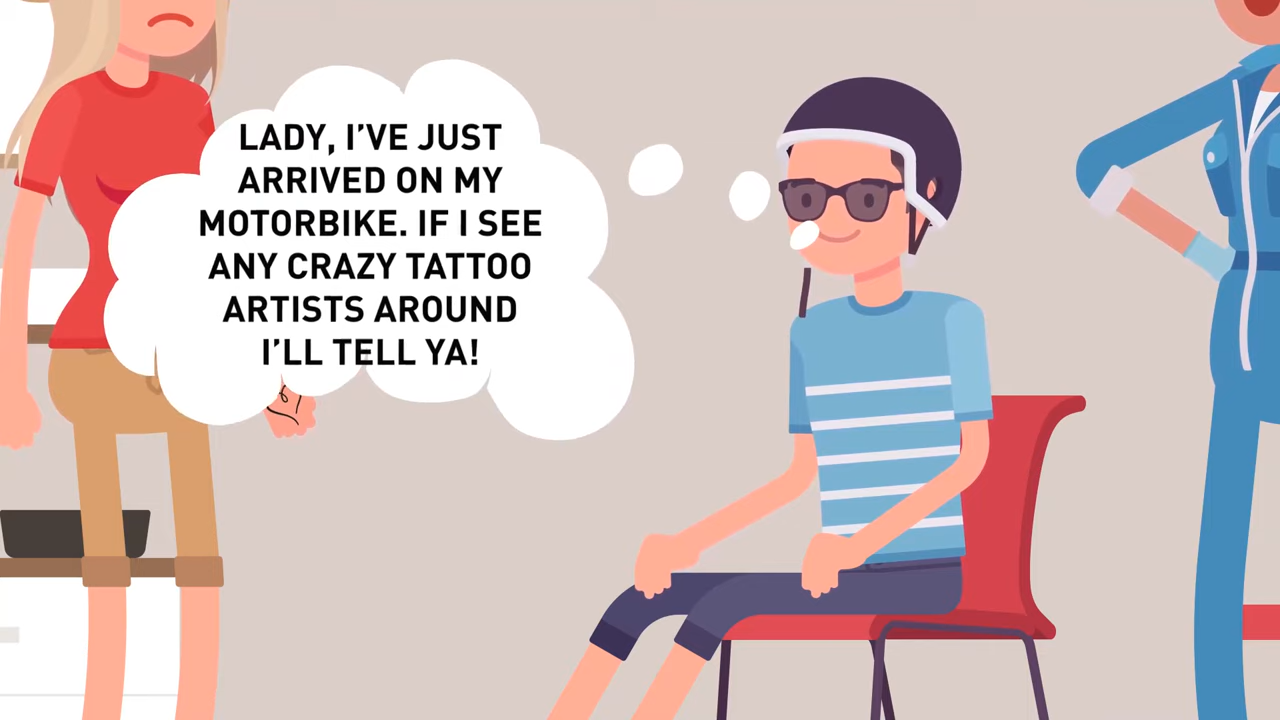 LADY, I'VE JUST
ARRIVED ON MY
MOTORBIKE. IF I SEE
ANY CRAZY TATTOO
ARTISTS AROUND
I'LL TELL YA!